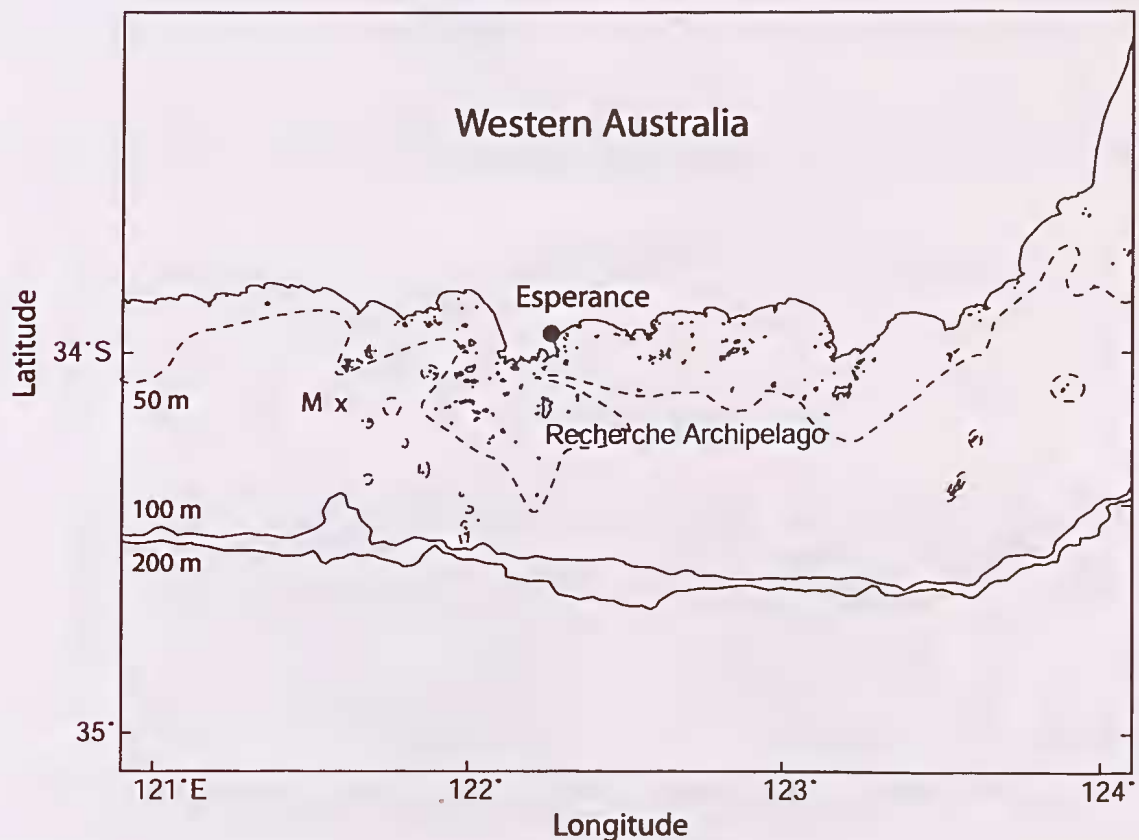 Western Australia
Esperance
Latitude
34°S
50 m
M x
Recherche Archipelago
100 m
200 m
35°
121°E
122°
123°
124°
Longitude